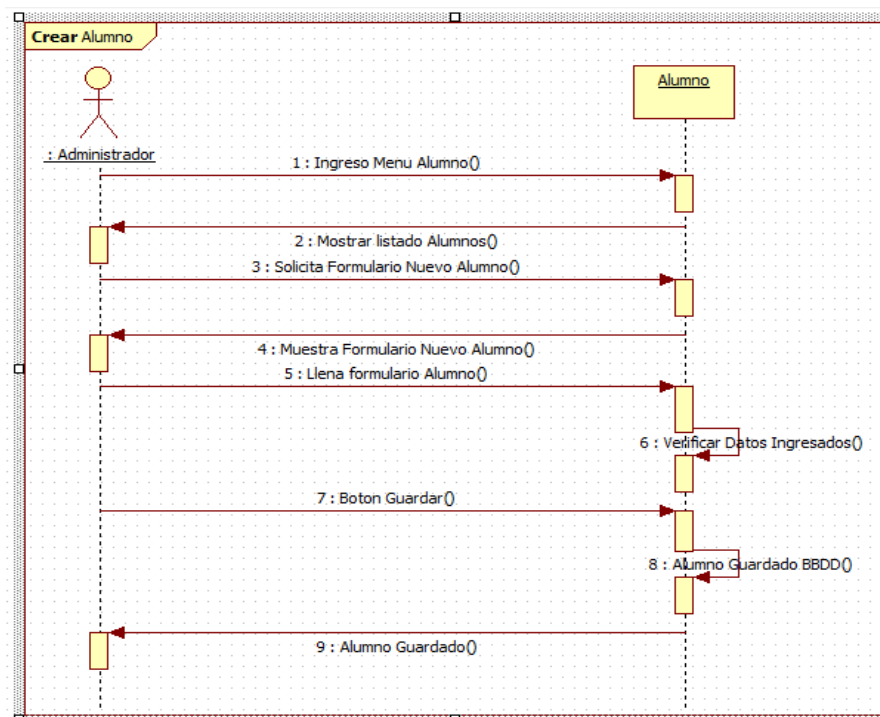 Crear Alumno
Alumno
: Administrador
1 : Ingreso Menu Alumno()
2 : Mostrar listado Alumnos()
3 : Solicita Formulario Nuevo Alumno()
4 : Muestra Formulario Nuevo Alumno()
5 : Llena formulario Alumno()
6 : Verificar Datos Ingresados()
7 : Boton Guardar()
8 : Alumno Guardado BBDD()
9 : Alumno Guardado()